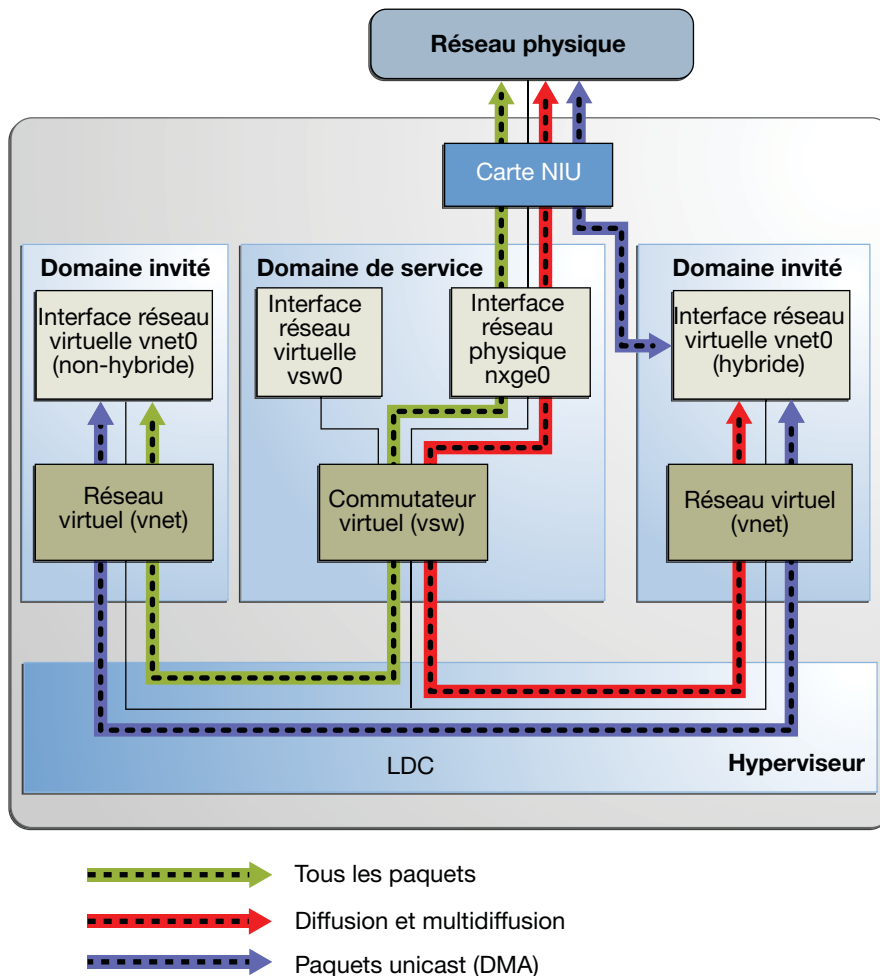 Réseau physique
Carte NIU
Domaine invité
Interface réseau
virtuelle vnet0
(non-hybride)
Réseau
virtuel (vnet)
Domaine de service
Interface
réseau
virtuelle
vsw0
Interface
réseau
physique
nxge0
Commutateur
virtuel (vsw)
Domaine invité
Interface réseau
virtuelle vnet0
(hybride)
Réseau virtuel
(vnet)
LDC
Hyperviseur
Tous les paquets
Diffusion et multidiffusion
Paquets unicast (DMA)